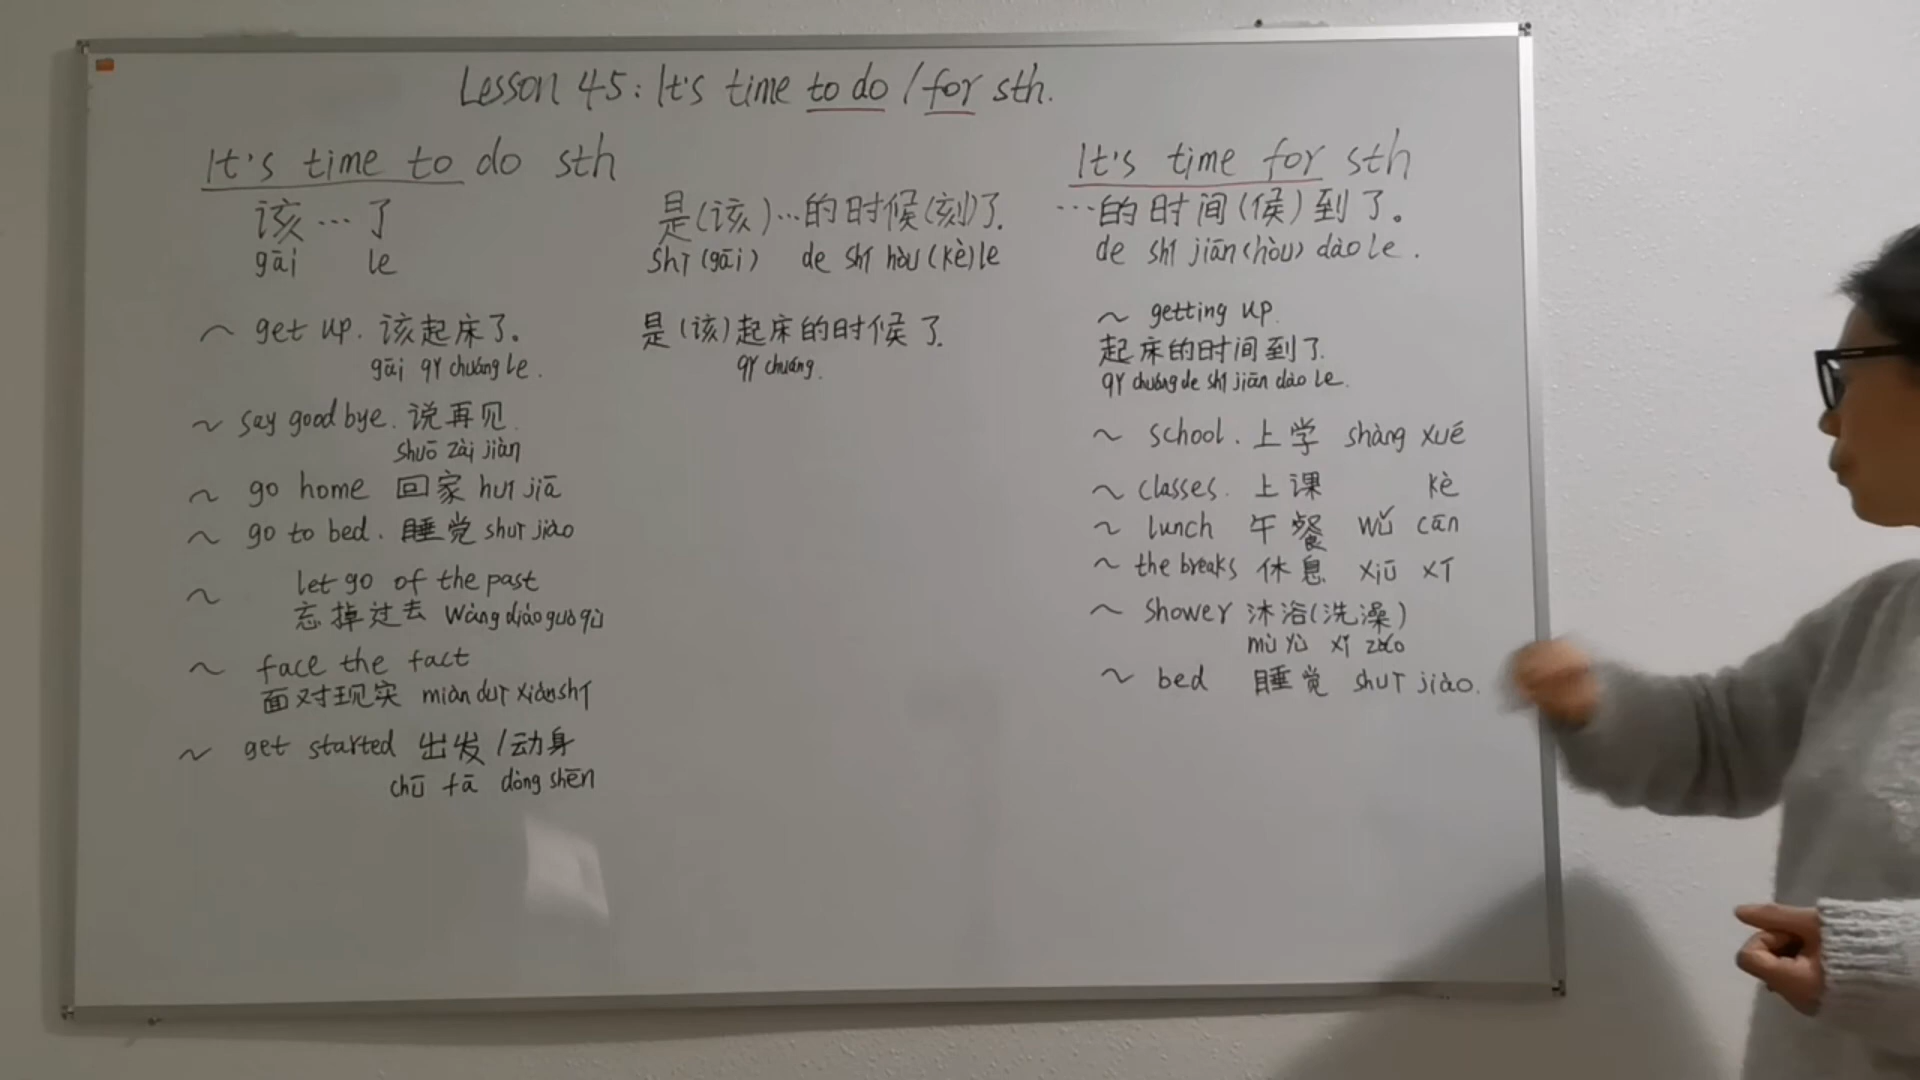 Lesson 45: It's time to do / for sth.
It's time to do sth
该…了
gāi le
是(该)…的时候(刻)了.
shì (gāi) de shí hòu (kè) le
It's time for sth
…的时间(候)到了。
de shí jiān (hòu) dào le.
~ get up. 该起床了。
gāi qǐ chuáng le.
~ say good bye. 说再见.
shuō zài jiàn
~ go home 回家 huí jiā
~ go to bed. 睡觉 shuì jiào
~ let go of the past
忘掉过去 wàng diào guò qù
~ face the fact
面对现实 miàn duì xiàn shí
~ get started 出发/动身
chū fā dòng shēn
是(该)起床的时候了.
qǐ chuáng.
~ getting up.
起床的时间到了.
qǐ chuáng de shí jiān dào le.
~ school. 上学 shàng xué
~ classes. 上课 kè
~ lunch 午餐 wǔ cān
~ the breaks 休息 xiū xī
~ shower 沐浴(洗澡)
mù yù xǐ zǎo
~ bed 睡觉 shuì jiào.